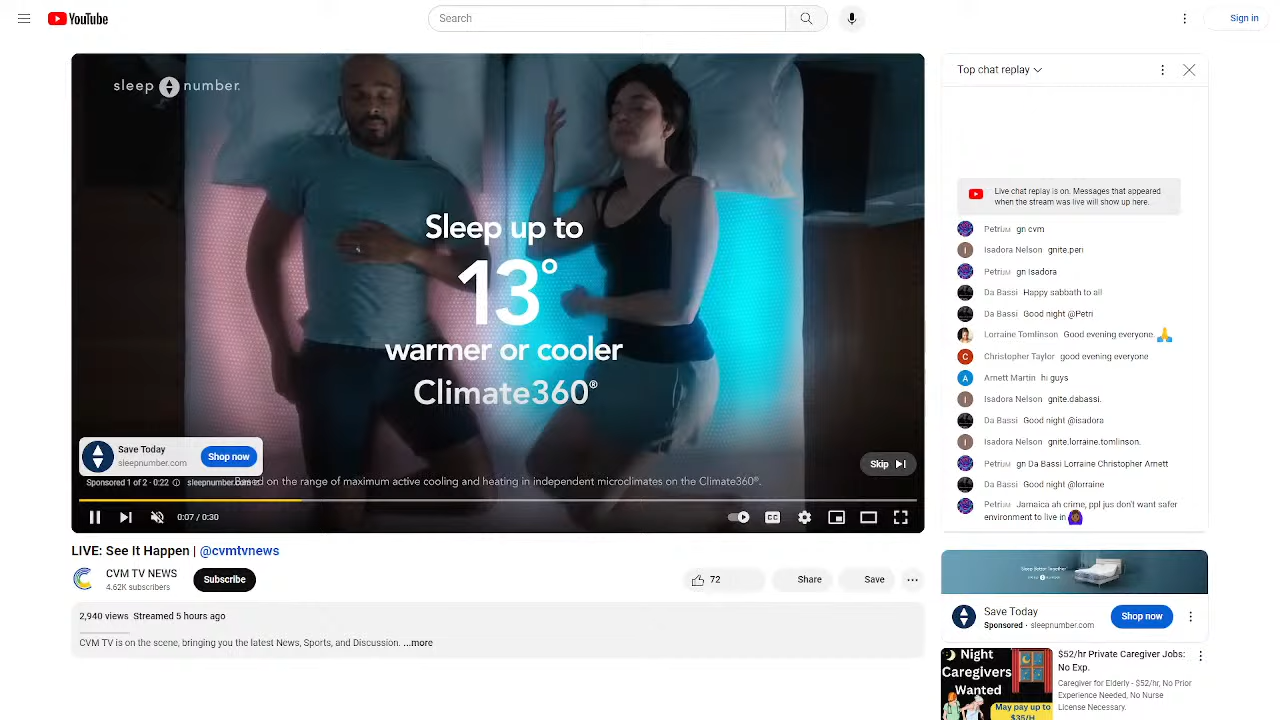 YouTube
Search
Sign in
sleep number.
Sleep up to
13°
warmer or cooler
Climate360®
Save Today
sleepnumber.com
Shop now
Skip
Sponsored 1 of 2 · 0:22
Based on the range of maximum active cooling and heating in independent microclimates on the Climate360®.
0:07 / 0:30
CC
LIVE: See It Happen | @cvmtvnews
CVM TV NEWS
4.62K subscribers
Subscribe
72
Share
Save
2,940 views Streamed 5 hours ago
CVM TV is on the scene, bringing you the latest News, Sports, and Discussion. ...more
Top chat replay
Live chat replay is on. Messages that appeared
when the stream was live will show up here.
gn cvm
Isadora Nelson gnite.peri
gn Isadora
Da Bassi Happy sabbath to all
Da Bassi Good night @Petri
Lorraine Tomlinson Good evening everyone 🙏
C Christopher Taylor good evening everyone
A Arnett Martin hi guys
Isadora Nelson gnite.dabassi.
Da Bassi Good night @isadora
Isadora Nelson gnite.lorraine.tomlinson.
gn Da Bassi Lorraine Christopher Arnett
Da Bassi Good night @lorraine
Jamaica ah crime, ppl jus don't want safer
environment to live in
Sleep Better Together
Save Today
Sponsored · sleepnumber.com
Shop now
Night
Caregivers
Wanted
May pay up to
$35/H
$52/hr Private Caregiver Jobs:
No Exp.
Caregiver for Elderly - $52/hr, No Prior
Experience Needed, No Nurse
License Necessary.